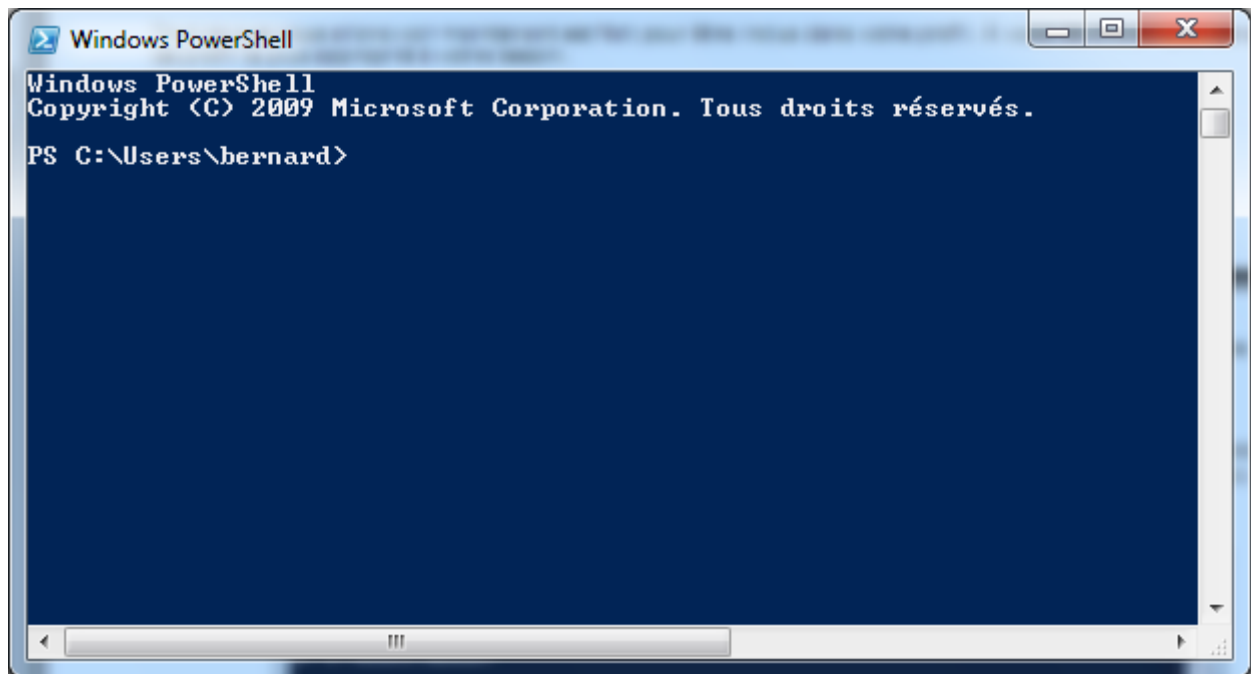 Windows PowerShell
Windows PowerShell
Copyright (C) 2009 Microsoft Corporation. Tous droits réservés.
PS C:\Users\bernard>